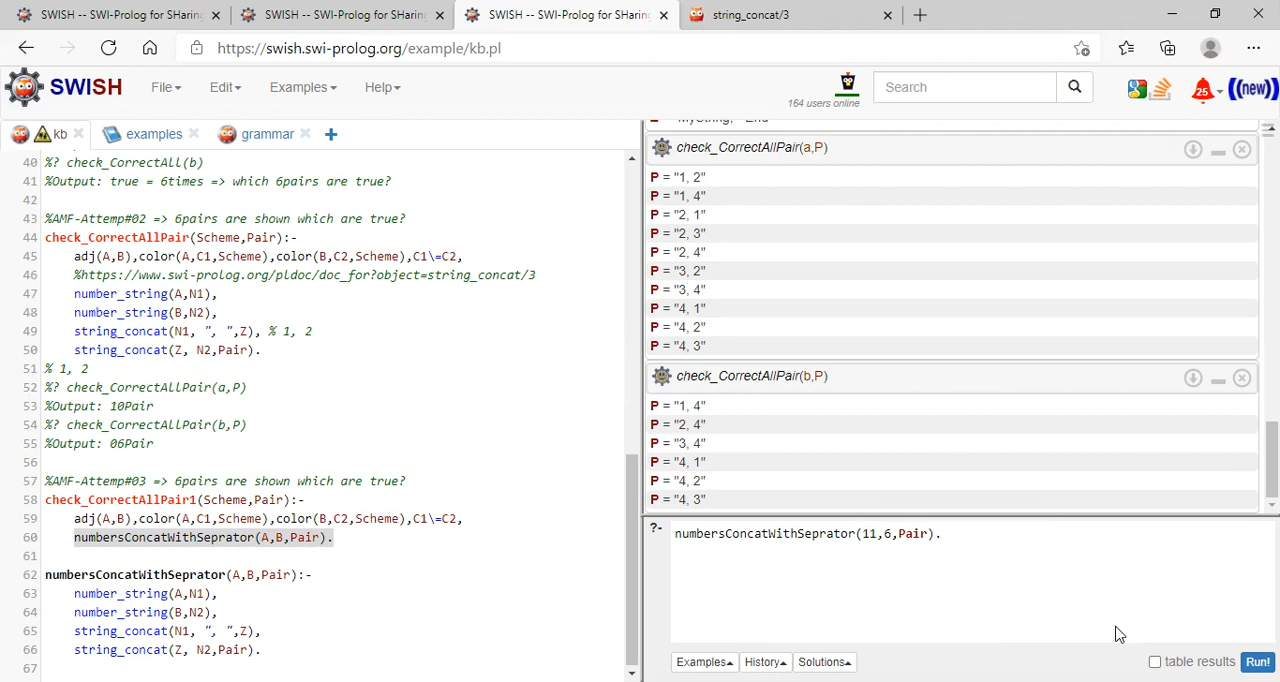 SWISH -- SWI-Prolog for SHaring
SWISH -- SWI-Prolog for SHaring
SWISH -- SWI-Prolog for SHaring
string_concat/3
https://swish.swi-prolog.org/example/kb.pl
SWISH
File
Edit
Examples
Help
164 users online
Search
25
((new))
kb
examples
grammar
40 %? check_CorrectAll(b)
41 %Output: true = 6times => which 6pairs are true?
42
43 %AMF-Attemp#02 => 6pairs are shown which are true?
44 check_CorrectAllPair(Scheme,Pair):-
45 adj(A,B),color(A,C1,Scheme),color(B,C2,Scheme),C1\=C2,
46 %https://www.swi-prolog.org/pldoc/doc_for?object=string_concat/3
47 number_string(A,N1),
48 number_string(B,N2),
49 string_concat(N1, ", ",Z), % 1, 2
50 string_concat(Z, N2,Pair).
51 % 1, 2
52 %? check_CorrectAllPair(a,P)
53 %Output: 10Pair
54 %? check_CorrectAllPair(b,P)
55 %Output: 06Pair
56
57 %AMF-Attemp#03 => 6pairs are shown which are true?
58 check_CorrectAllPair1(Scheme,Pair):-
59 adj(A,B),color(A,C1,Scheme),color(B,C2,Scheme),C1\=C2,
60 numbersConcatWithSeprator(A,B,Pair).
61
62 numbersConcatWithSeprator(A,B,Pair):-
63 number_string(A,N1),
64 number_string(B,N2),
65 string_concat(N1, ", ",Z),
66 string_concat(Z, N2,Pair).
67
check_CorrectAllPair(a,P)
P = "1, 2"
P = "1, 4"
P = "2, 1"
P = "2, 3"
P = "2, 4"
P = "3, 2"
P = "3, 4"
P = "4, 1"
P = "4, 2"
P = "4, 3"
check_CorrectAllPair(b,P)
P = "1, 4"
P = "2, 4"
P = "3, 4"
P = "4, 1"
P = "4, 2"
P = "4, 3"
?- numbersConcatWithSeprator(11,6,Pair).
Examples
History
Solutions
table results
Run!